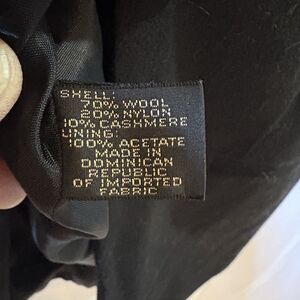 SHELL:
70% WOOL
20% NYLON
10% CASHMERE
LINING:
100% ACETATE
MADE IN
DOMINICAN
REPUBLIC
OF IMPORTED
FABRIC